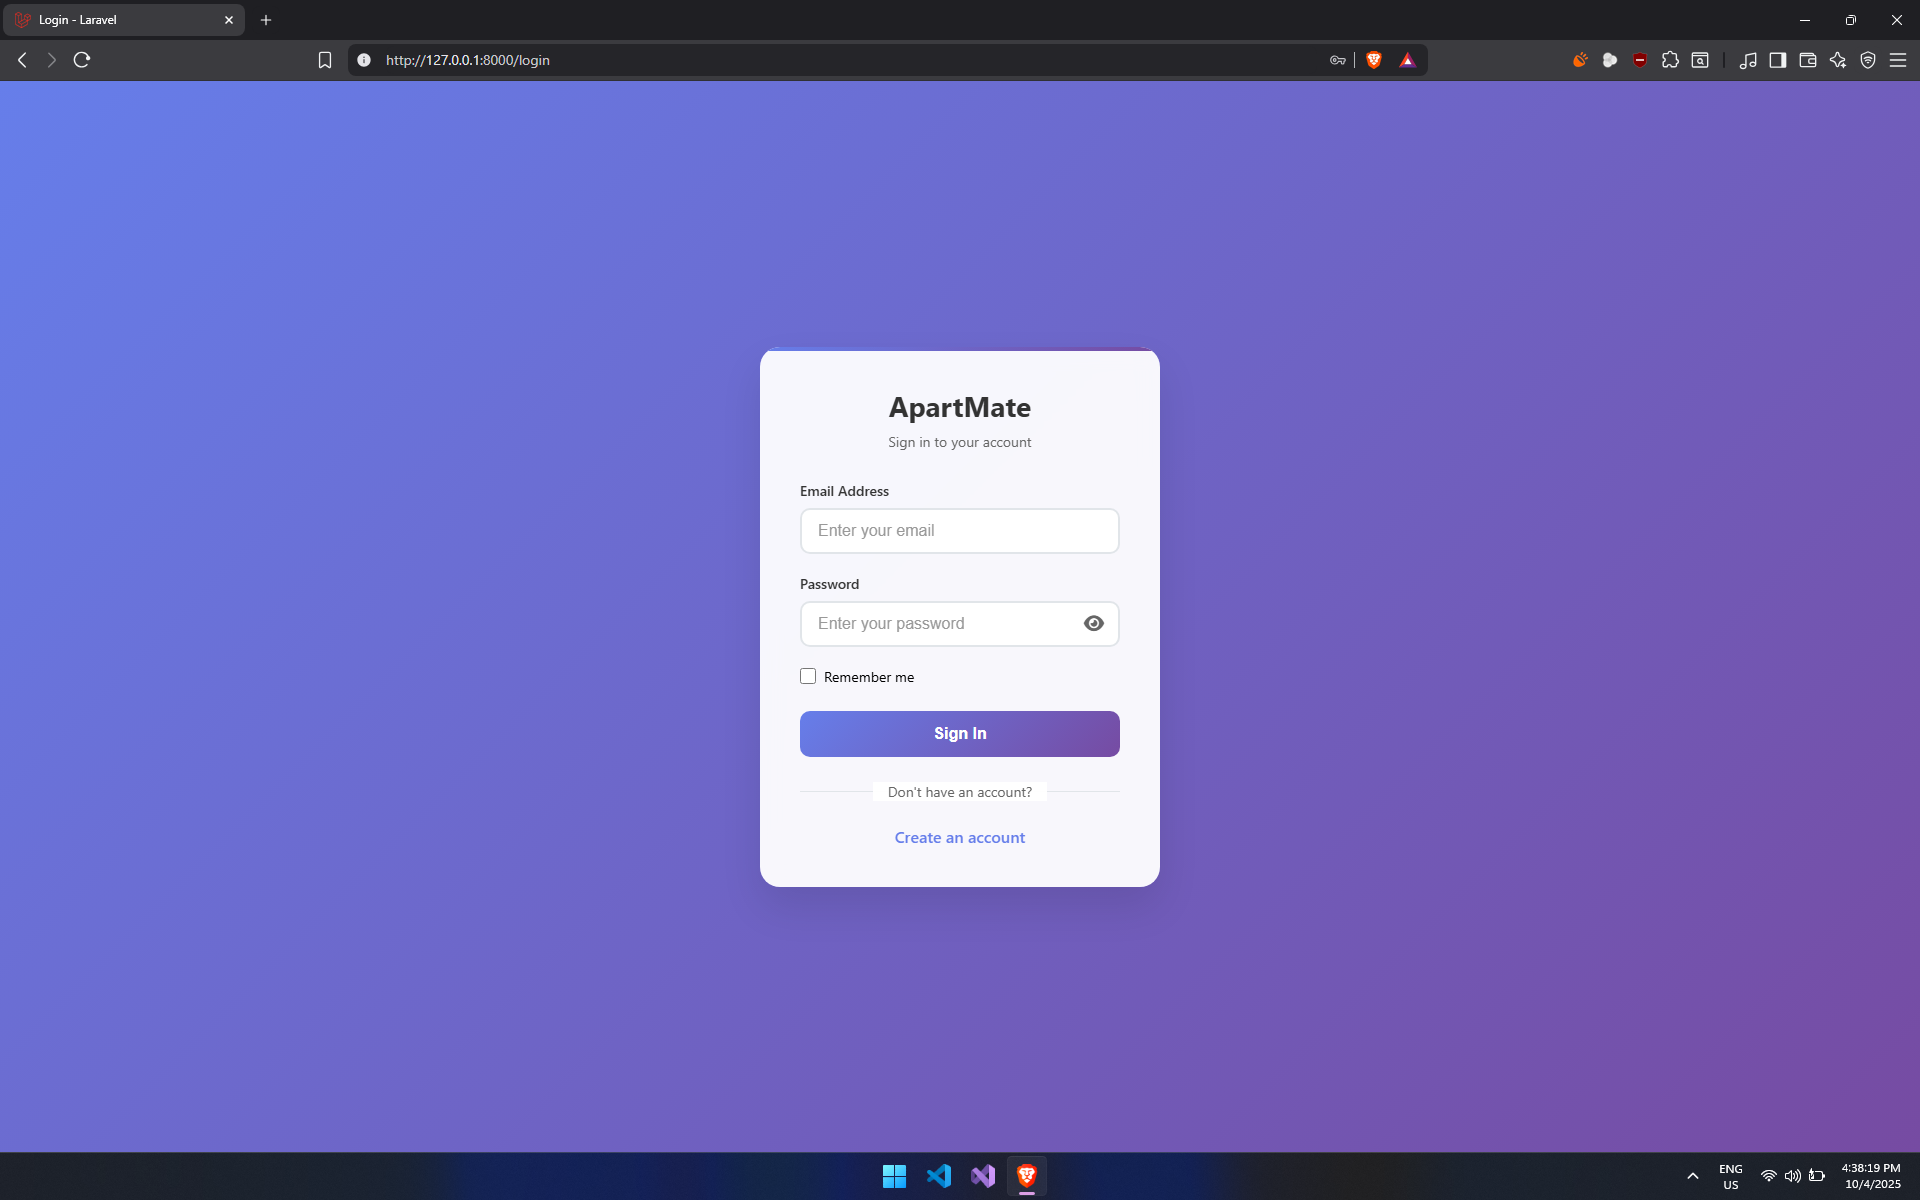 Login - Laravel
http://127.0.0.1:8000/login
ApartMate
Sign in to your account
Email Address
Enter your email
Password
Enter your password
Remember me
Sign In
Don't have an account?
Create an account
ENG
US
4:38:19 PM
10/4/2025